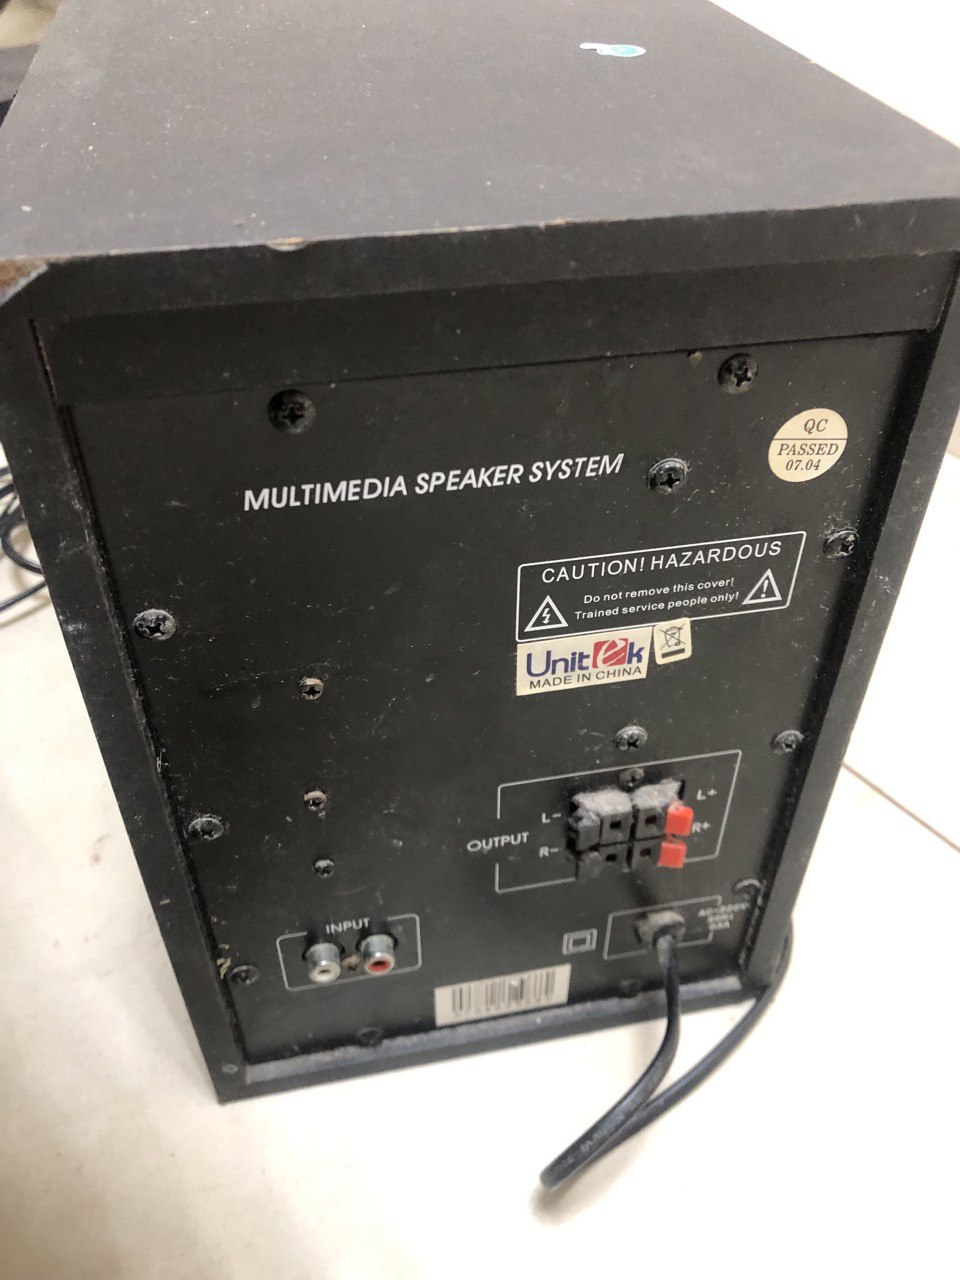 MULTIMEDIA SPEAKER SYSTEM
QC
PASSED
07.04
CAUTION! HAZARDOUS
Do not remove this cover!
Trained service people only!
Unitek
MADE IN CHINA
L-
L+
OUTPUT
R-
R+
INPUT